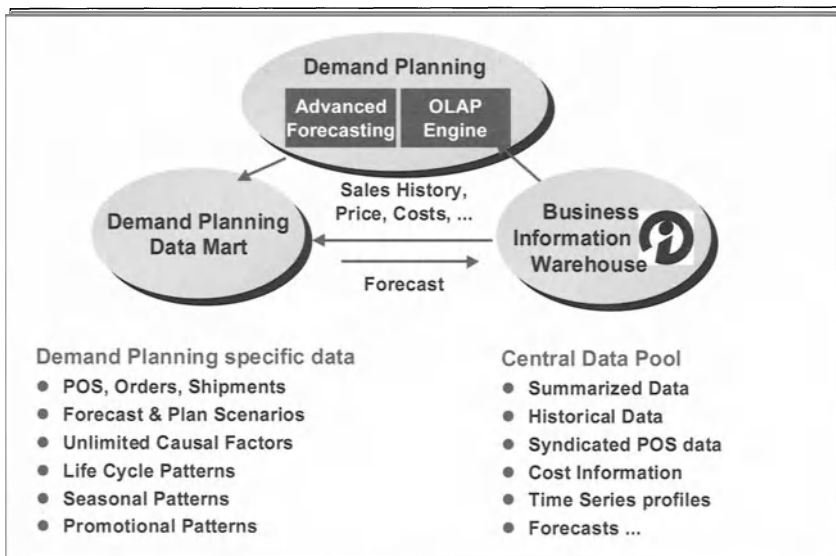 Demand Planning
Advanced
Forecasting
OLAP
Engine
Sales History,
Price, Costs, ...
Demand Planning
Data Mart
Business
Information
Warehouse
Forecast
Demand Planning specific data
POS, Orders, Shipments
Forecast & Plan Scenarios
Unlimited Causal Factors
Life Cycle Patterns
Seasonal Patterns
Promotional Patterns
Central Data Pool
Summarized Data
Historical Data
Syndicated POS data
Cost Information
Time Series profiles
Forecasts ...